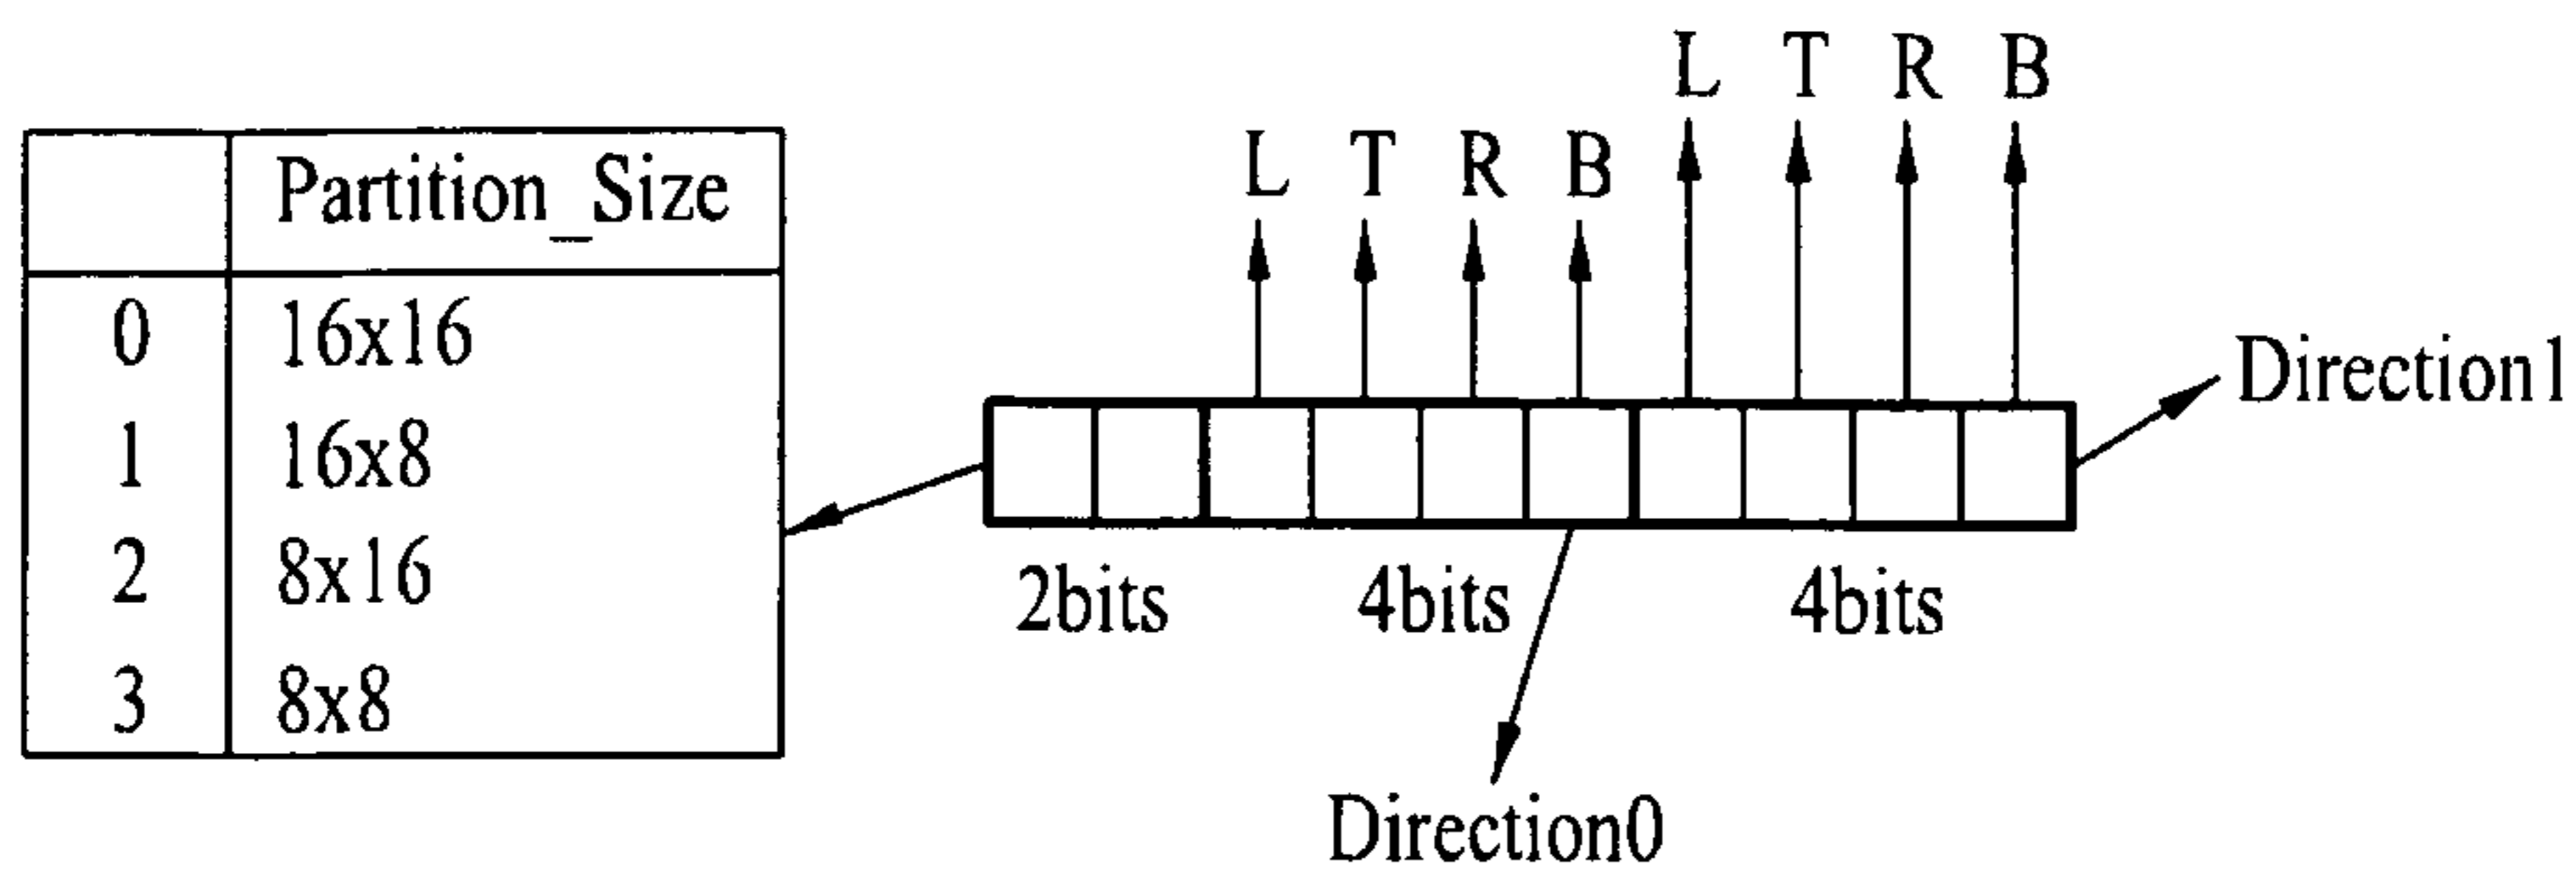 Partition_Size
0 16x16
1 16x8
2 8x16
3 8x8
L T R B
L T R B
2bits 4bits 4bits
Direction1
Direction0